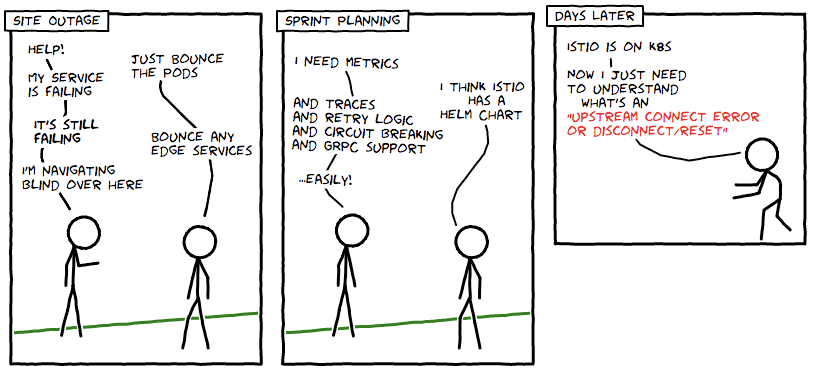 SITE OUTAGE
HELP!
MY SERVICE
IS FAILING
IT'S STILL
FAILING
I'M NAVIGATING
BLIND OVER HERE
JUST BOUNCE
THE PODS
BOUNCE ANY
EDGE SERVICES
SPRINT PLANNING
I NEED METRICS
AND TRACES
AND RETRY LOGIC
AND CIRCUIT BREAKING
AND GRPC SUPPORT
...EASILY!
I THINK ISTIO
HAS A
HELM CHART
DAYS LATER
ISTIO IS ON K8S
NOW I JUST NEED
TO UNDERSTAND
WHAT'S AN
"UPSTREAM CONNECT ERROR
OR DISCONNECT/RESET"